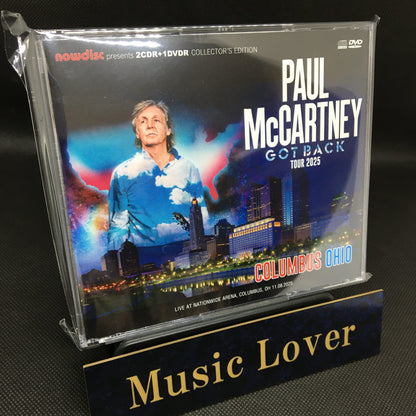 nowdisc presents 2CDR+1DVDR COLLECTOR'S EDITION
DVD
PAUL
McCARTNEY
GOT BACK
TOUR 2025
COLUMBUS OHIO
LIVE AT NATIONWIDE ARENA, COLUMBUS, OH 11.08.2025
Music Lover